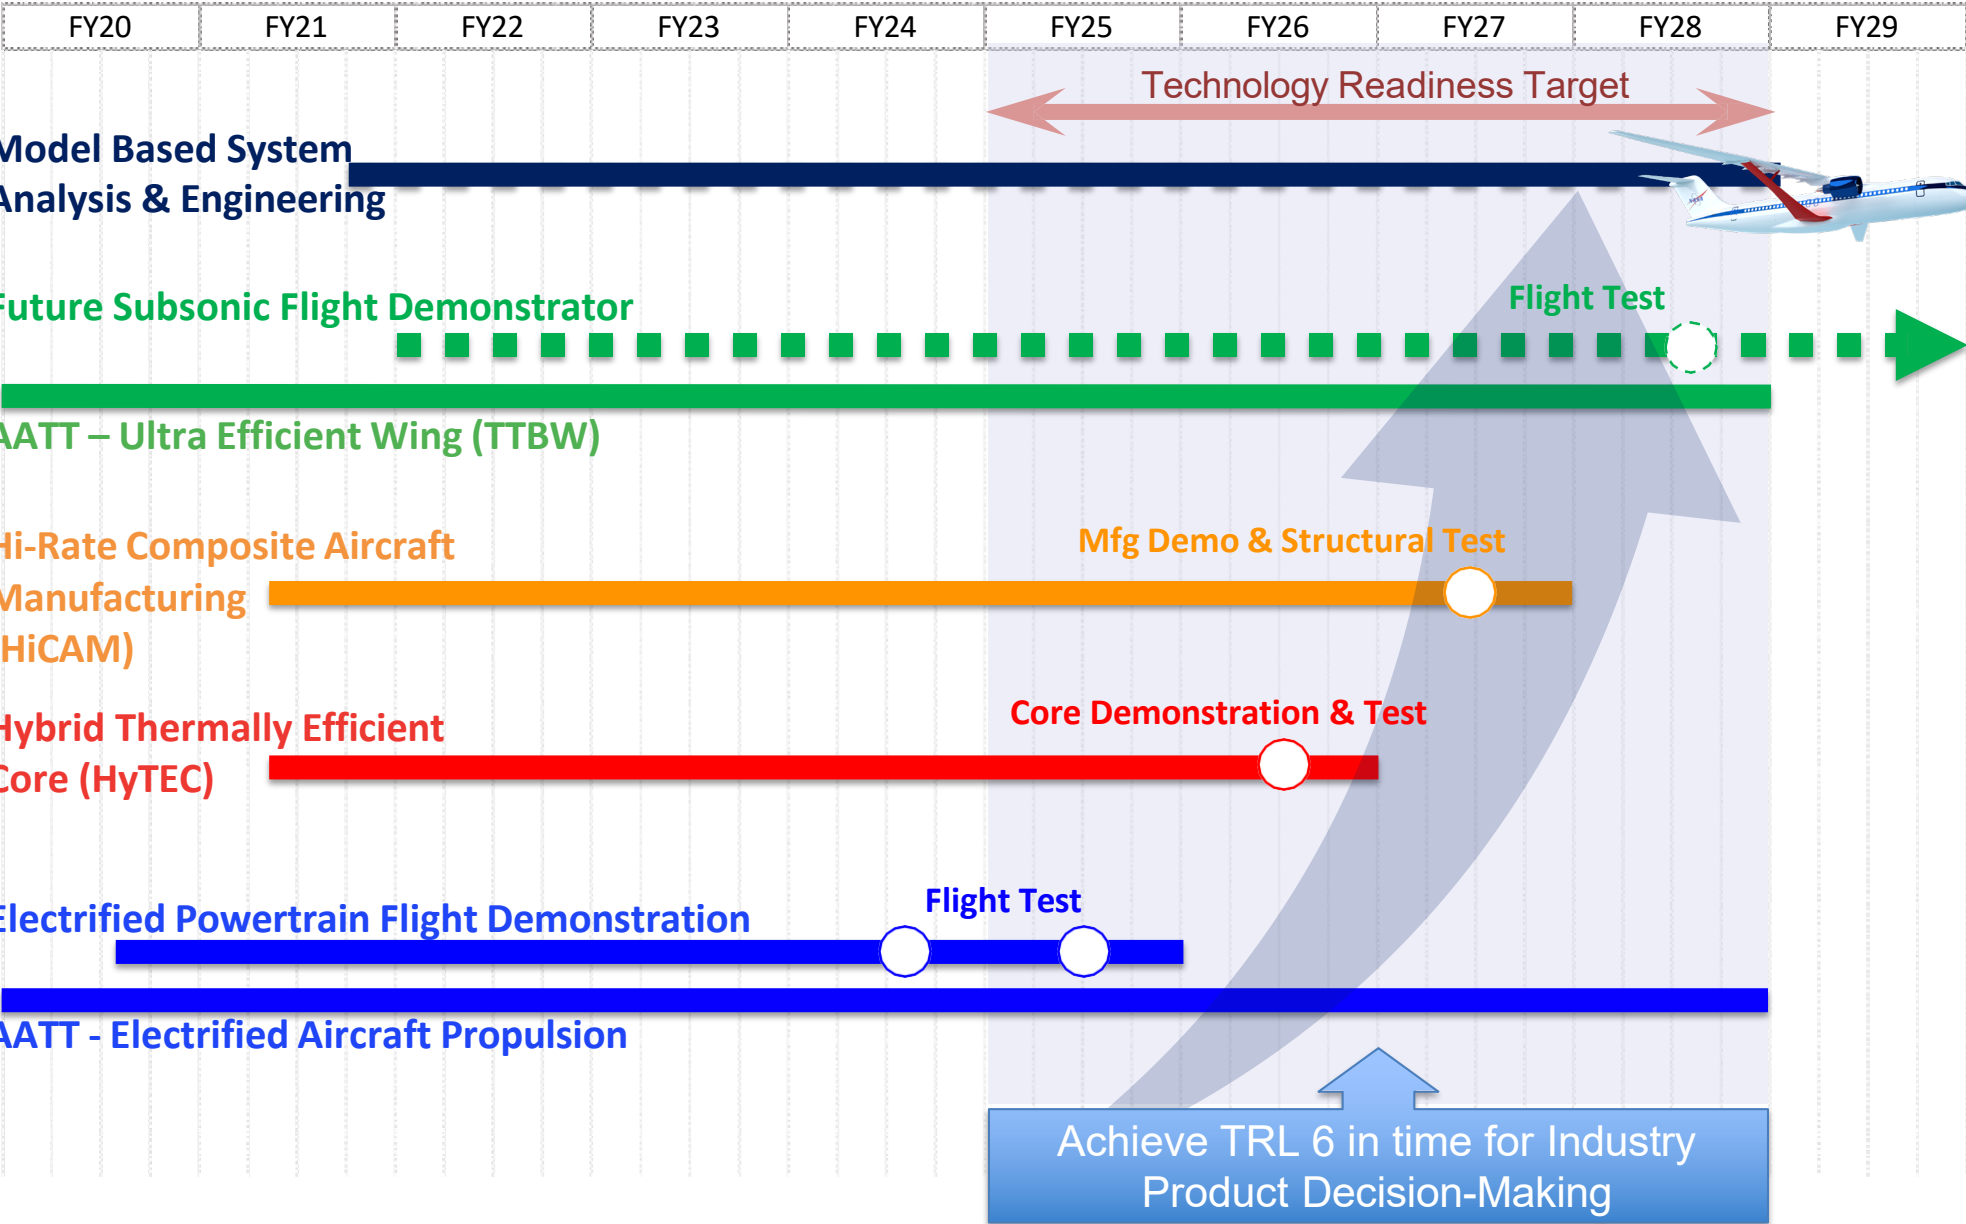 FY20 FY21 FY22 FY23 FY24 FY25 FY26 FY27 FY28 FY29
Technology Readiness Target
Model Based System
Analysis & Engineering
Future Subsonic Flight Demonstrator
Flight Test
AATT – Ultra Efficient Wing (TTBW)
Hi-Rate Composite Aircraft
Manufacturing
HiCAM)
Mfg Demo & Structural Test
Hybrid Thermally Efficient
Core (HyTEC)
Core Demonstration & Test
Electrified Powertrain Flight Demonstration
Flight Test
AATT - Electrified Aircraft Propulsion
Achieve TRL 6 in time for Industry
Product Decision-Making